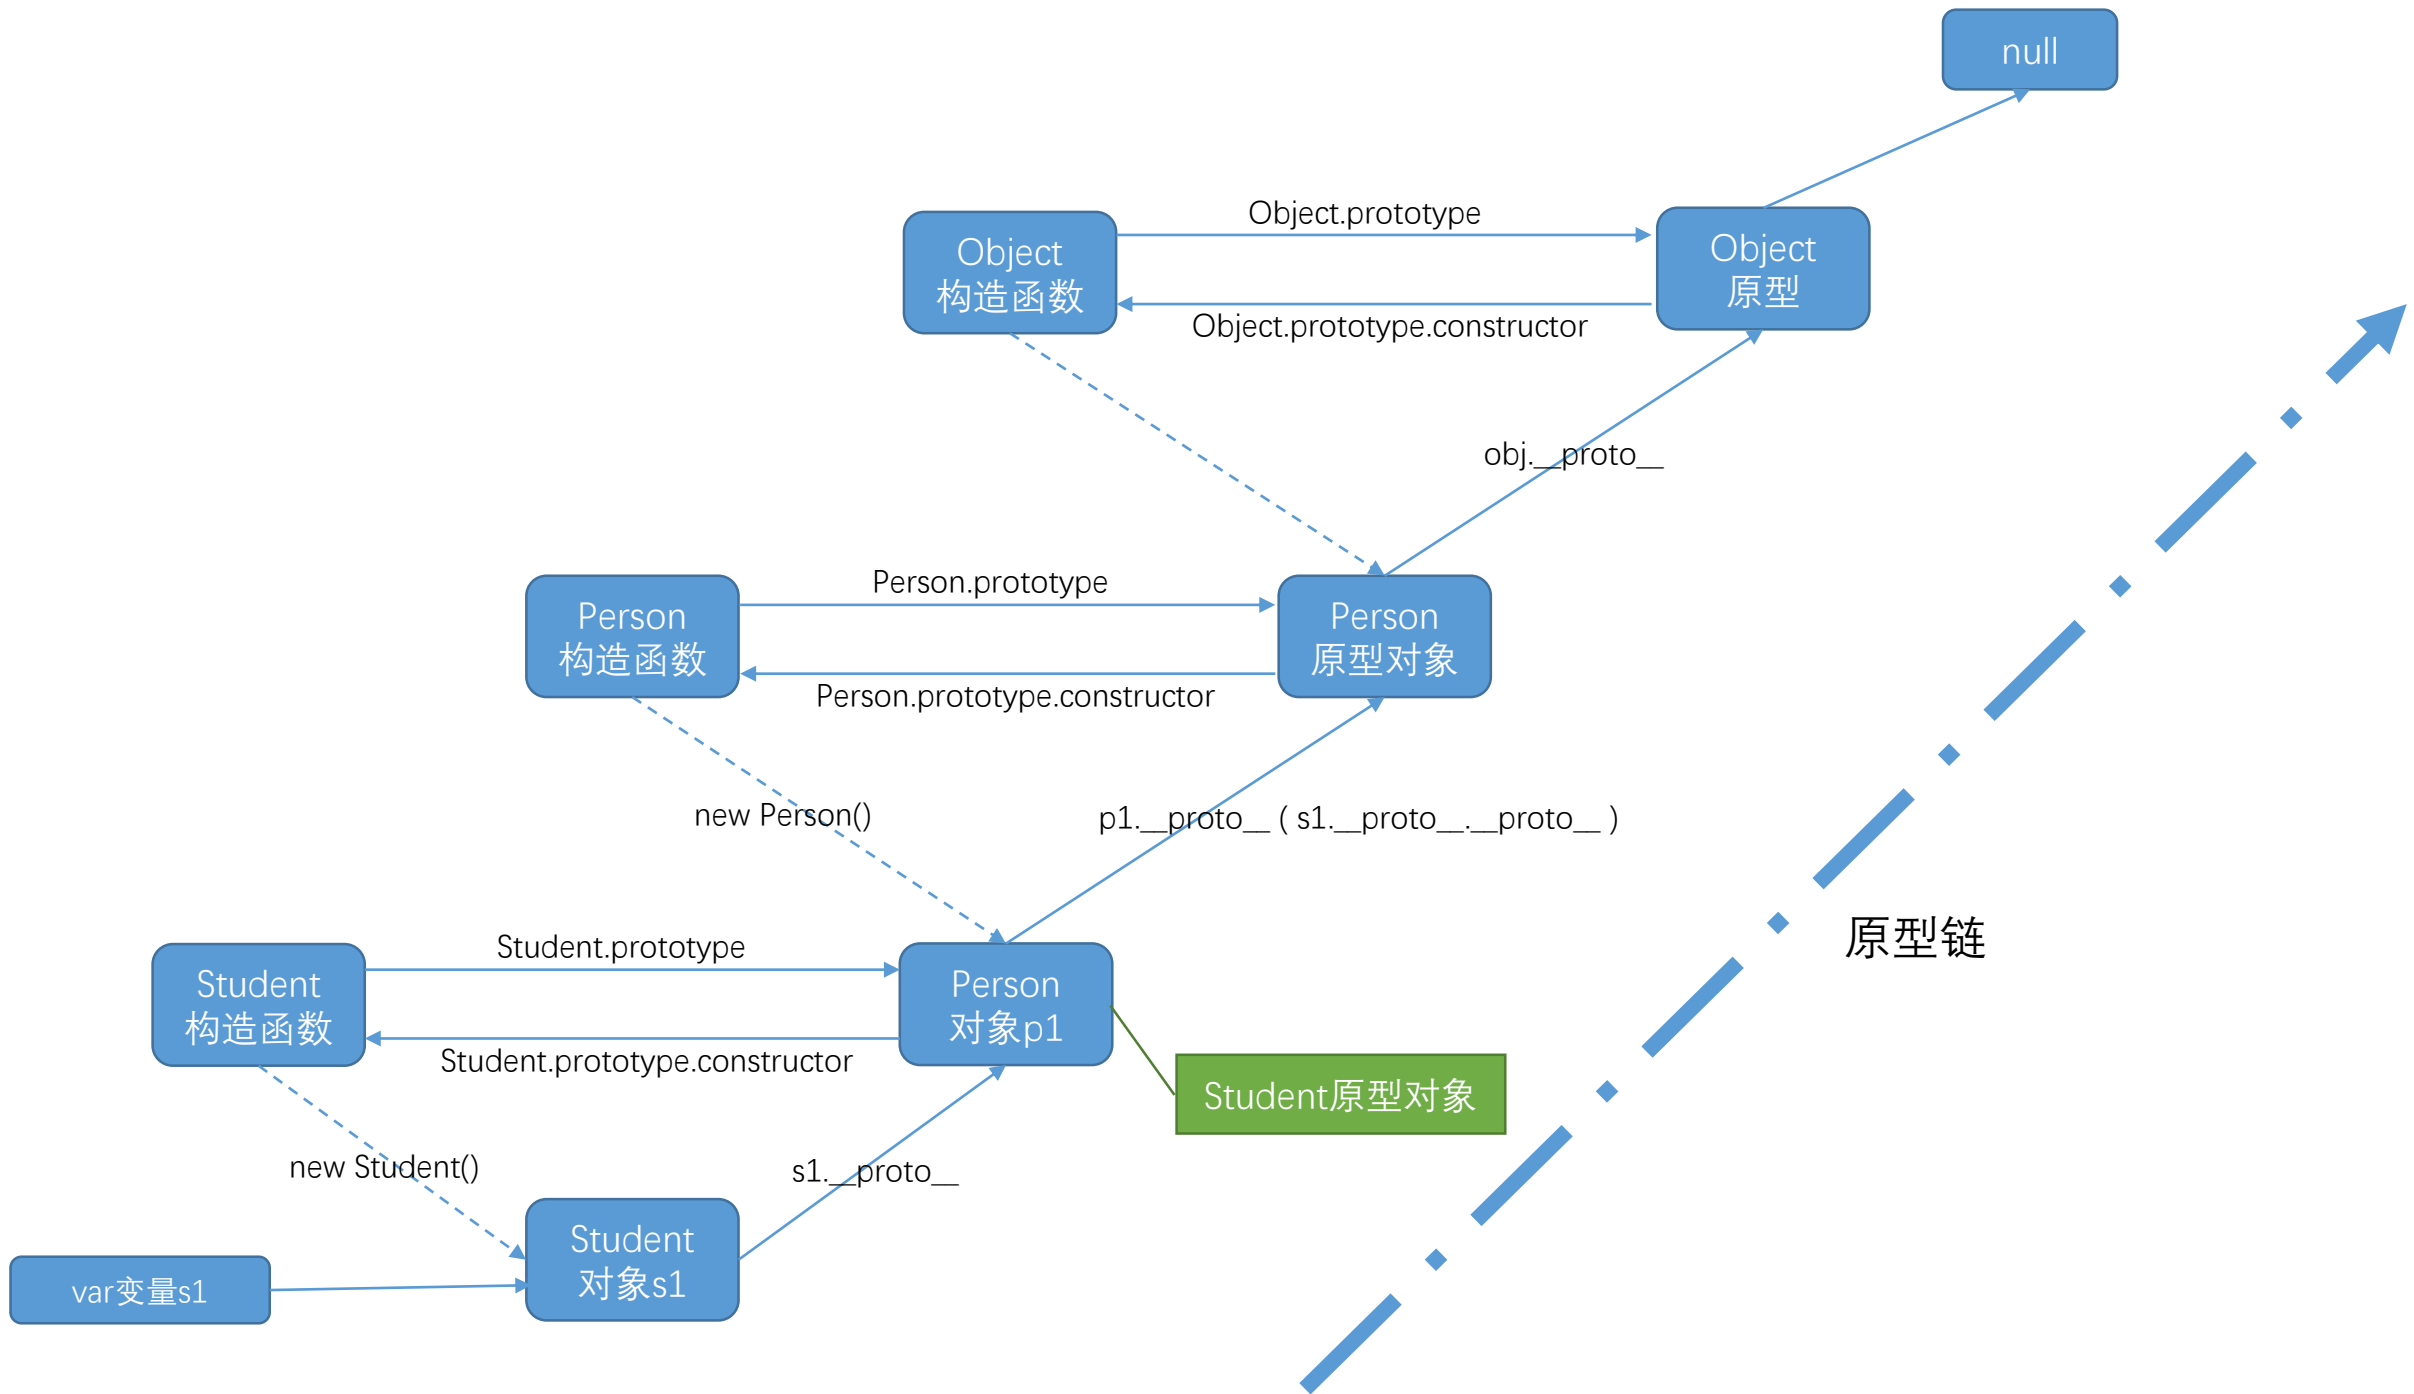 null
Object.prototype
Object
构造函数
Object
原型
Object.prototype.constructor
obj.__proto__
Person.prototype
Person
构造函数
Person
原型对象
Person.prototype.constructor
new Person()
p1.__proto__ ( s1.__proto__.__proto__ )
原型链
Student.prototype
Student
构造函数
Person
对象p1
Student.prototype.constructor
Student原型对象
new Student()
s1.__proto__
Student
对象s1
var变量s1